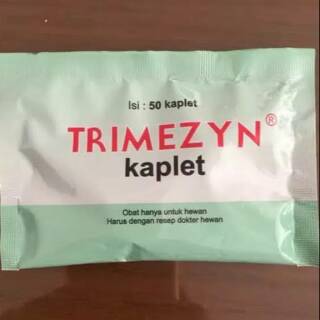 Isi : 50 kaplet
TRIMEZYN®
kaplet
Obat hanya untuk hewan
Harus dengan resep dokter hewan